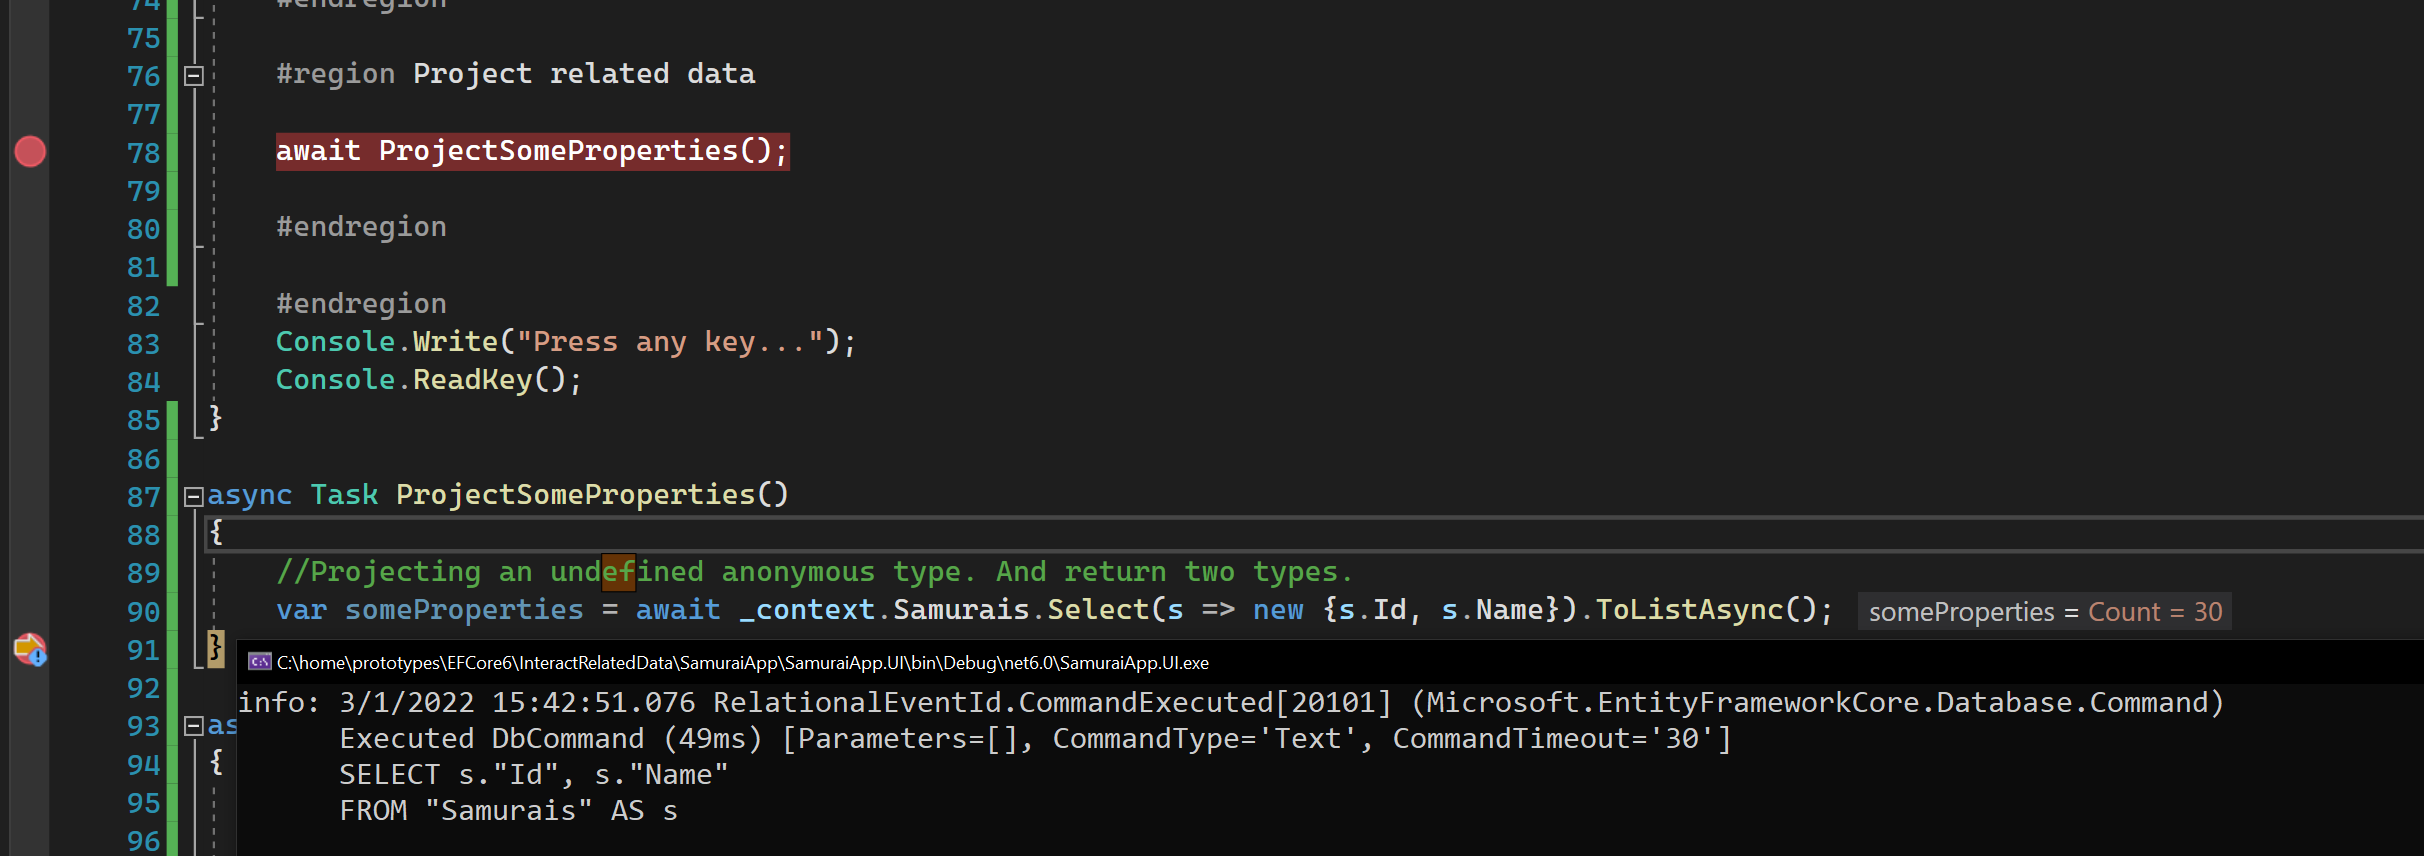 74 #endregion
75
76 #region Project related data
77
78 await ProjectSomeProperties();
79
80 #endregion
81
82 #endregion
83 Console.Write("Press any key...");
84 Console.ReadKey();
85 }
86
87 async Task ProjectSomeProperties()
88 {
89 //Projecting an undefined anonymous type. And return two types.
90 var someProperties = await _context.Samurais.Select(s => new {s.Id, s.Name}).ToListAsync(); someProperties = Count = 30
91 }
C:\home\prototypes\EFCore6\InteractRelatedData\SamuraiApp\SamuraiApp.UI\bin\Debug\net6.0\SamuraiApp.UI.exe
92
info: 3/1/2022 15:42:51.076 RelationalEventId.CommandExecuted[20101] (Microsoft.EntityFrameworkCore.Database.Command)
93 as
Executed DbCommand (49ms) [Parameters=[], CommandType='Text', CommandTimeout='30']
94 {
SELECT s."Id", s."Name"
95
FROM "Samurais" AS s
96